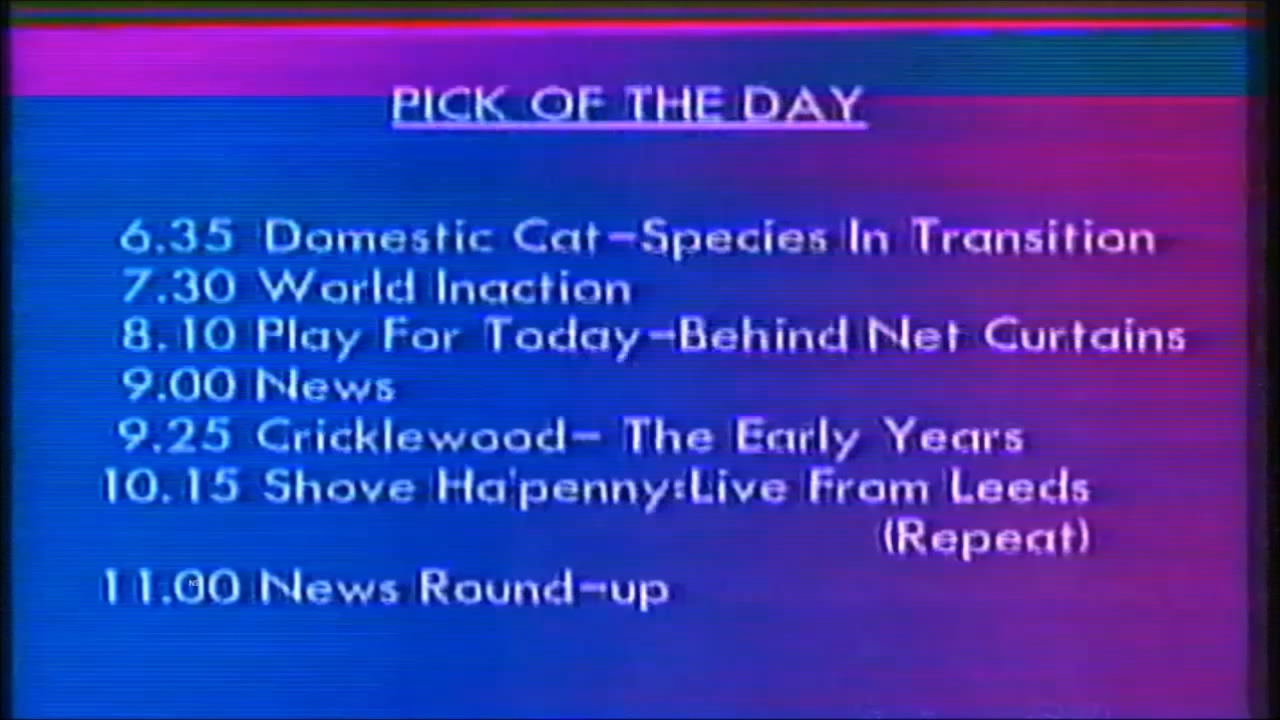 PICK OF THE DAY
6.35 Domestic Cat-Species In Transition
7.30 World Inaction
8.10 Play For Today-Behind Net Curtains
9.00 News
9.25 Cricklewood- The Early Years
10.15 Shove Ha'penny:Live From Leeds
(Repeat)
11.00 News Round-up